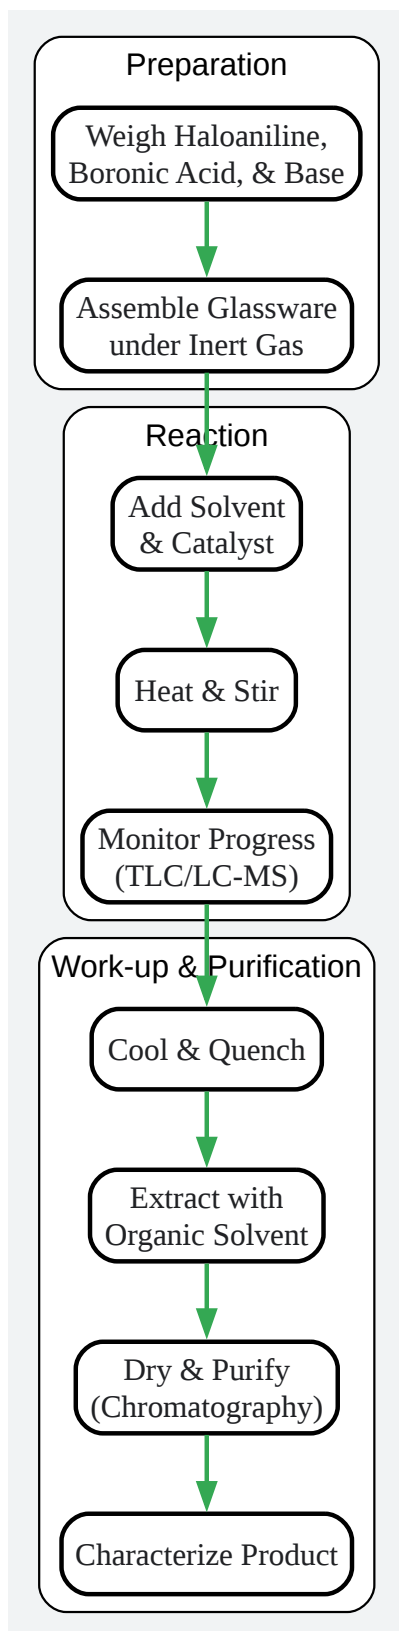 Preparation
Weigh Haloaniline,
Boronic Acid, & Base
Assemble Glassware
under Inert Gas
Reaction
Add Solvent
& Catalyst
Heat & Stir
Monitor Progress
(TLC/LC-MS)
Work-up & Purification
Cool & Quench
Extract with
Organic Solvent
Dry & Purify
(Chromatography)
Characterize Product